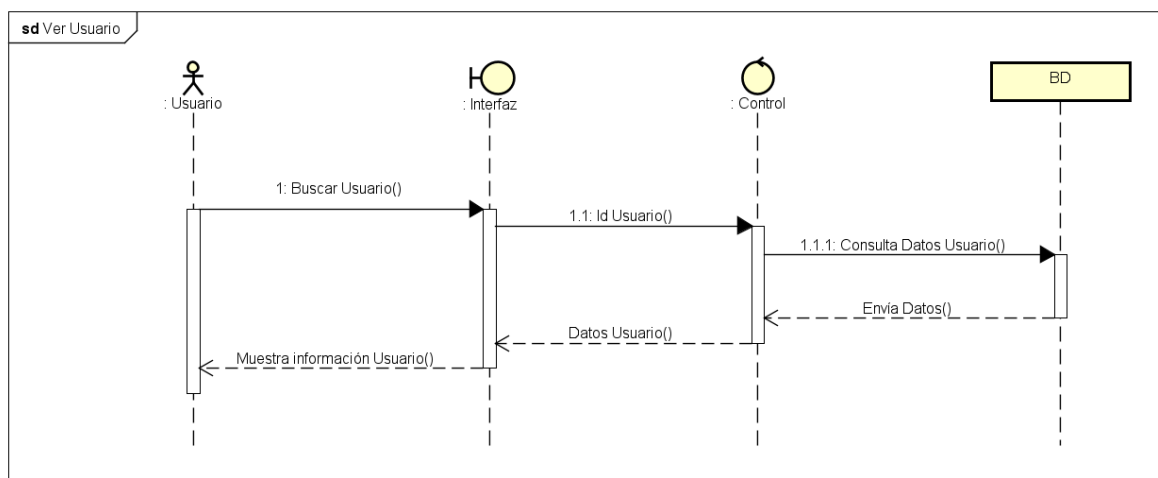 sd Ver Usuario
: Usuario
: Interfaz
: Control
BD
1: Buscar Usuario()
1.1: Id Usuario()
1.1.1: Consulta Datos Usuario()
Envía Datos()
Datos Usuario()
Muestra información Usuario()